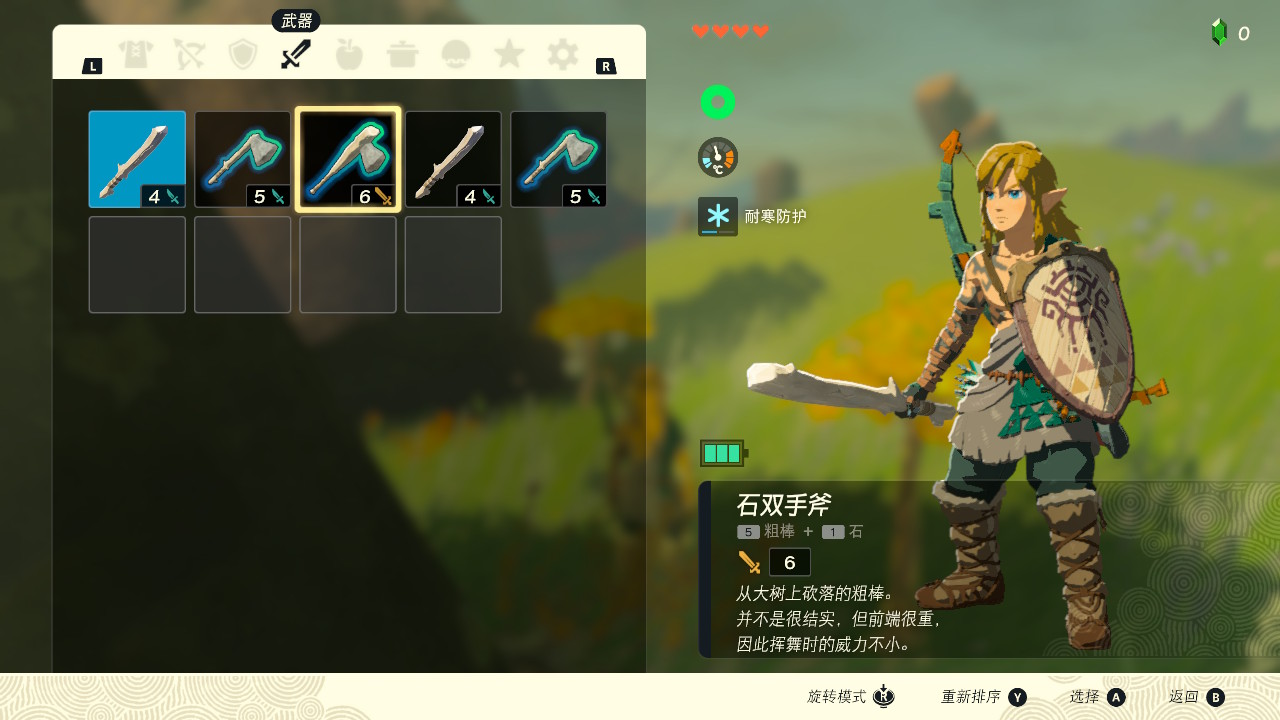 武器
L
R
0
4
5
6
4
5
℃
耐寒防护
石双手斧
5 粗棒 + 1 石
6
从大树上砍落的粗棒。
并不是很结实，但前端很重，
因此挥舞时的威力不小。
旋转模式 R 重新排序 Y 选择 A 返回 B